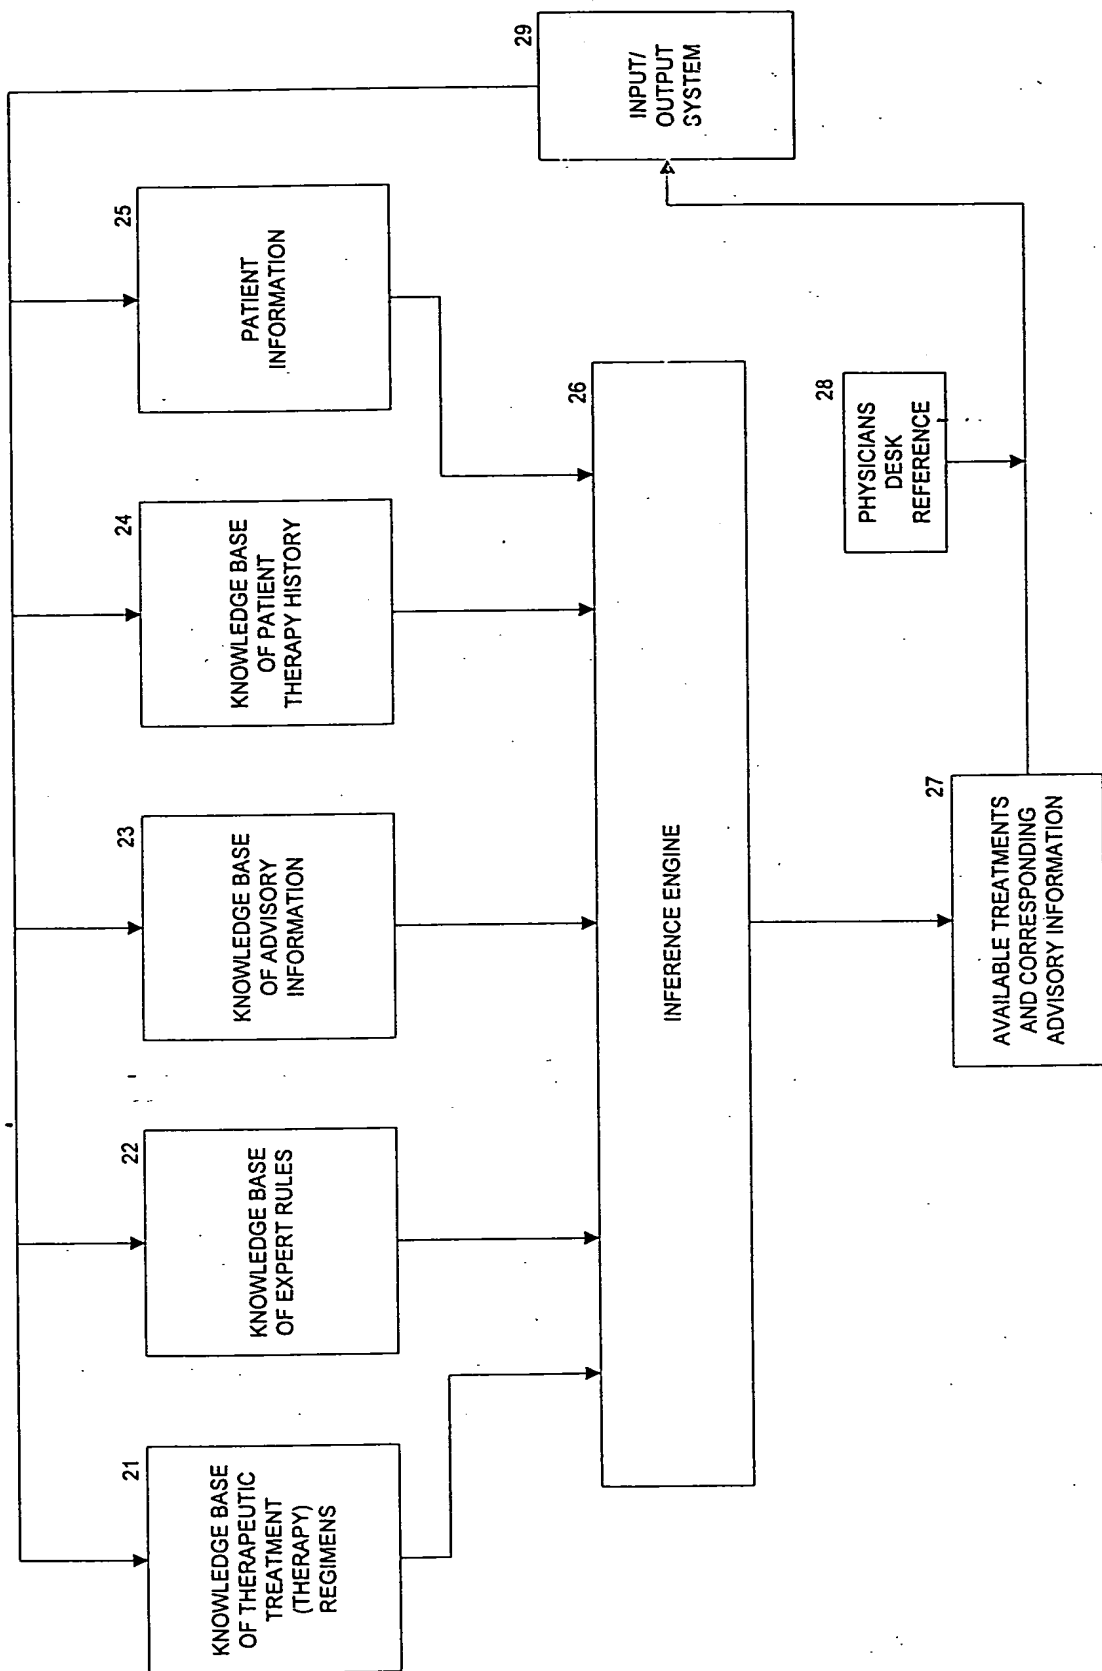 21
KNOWLEDGE BASE
OF THERAPEUTIC
TREATMENT
(THERAPY)
REGIMENS
22
KNOWLEDGE BASE
OF EXPERT RULES
23
KNOWLEDGE BASE
OF ADVISORY
INFORMATION
24
KNOWLEDGE BASE
OF PATIENT
THERAPY HISTORY
25
PATIENT
INFORMATION
29
INPUT/
OUTPUT
SYSTEM
26
INFERENCE ENGINE
28
PHYSICIANS
DESK
REFERENCE
27
AVAILABLE TREATMENTS
AND CORRESPONDING
ADVISORY INFORMATION